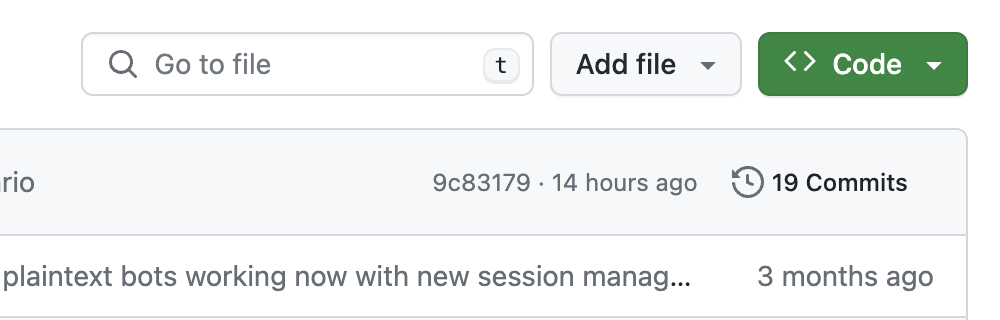 Go to file t Add file <> Code
rio 9c83179 · 14 hours ago 19 Commits
plaintext bots working now with new session manag... 3 months ago